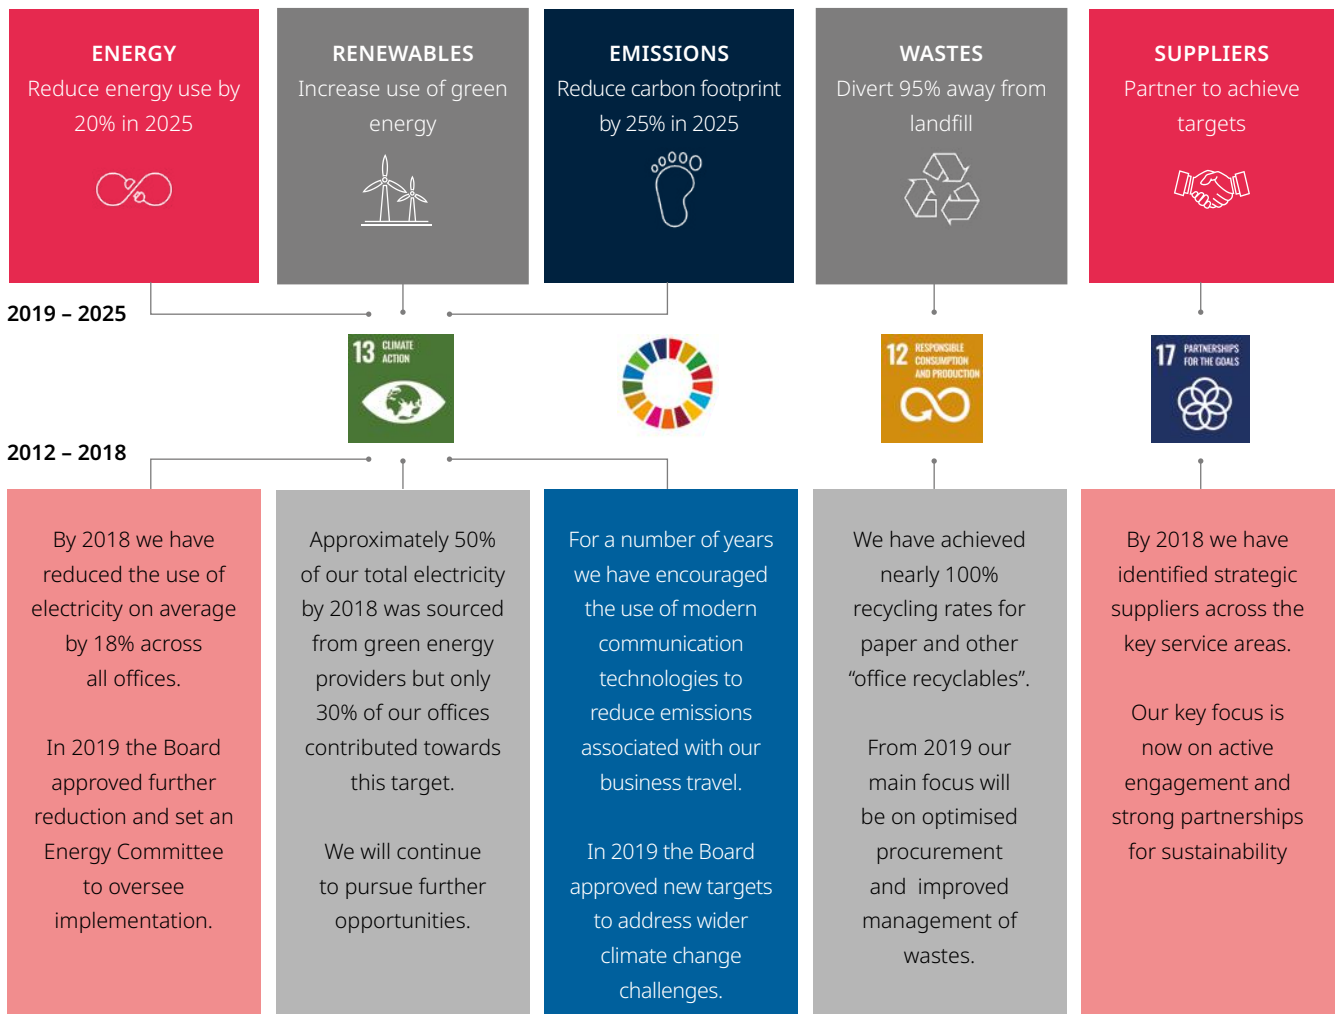 ENERGY
Reduce energy use by
20% in 2025
RENEWABLES
Increase use of green
energy
EMISSIONS
Reduce carbon footprint
by 25% in 2025
WASTES
Divert 95% away from
landfill
SUPPLIERS
Partner to achieve
targets
2019 – 2025
13 CLIMATE
ACTION
12 RESPONSIBLE
CONSUMPTION
AND PRODUCTION
17 PARTNERSHIPS
FOR THE GOALS
2012 – 2018
By 2018 we have
reduced the use of
electricity on average
by 18% across
all offices.
In 2019 the Board
approved further
reduction and set an
Energy Committee
to oversee
implementation.
Approximately 50%
of our total electricity
by 2018 was sourced
from green energy
providers but only
30% of our offices
contributed towards
this target.
We will continue
to pursue further
opportunities.
For a number of years
we have encouraged
the use of modern
communication
technologies to
reduce emissions
associated with our
business travel.
In 2019 the Board
approved new targets
to address wider
climate change
challenges.
We have achieved
nearly 100%
recycling rates for
paper and other
“office recyclables”.
From 2019 our
main focus will
be on optimised
procurement
and improved
management of
wastes.
By 2018 we have
identified strategic
suppliers across the
key service areas.
Our key focus is
now on active
engagement and
strong partnerships
for sustainability